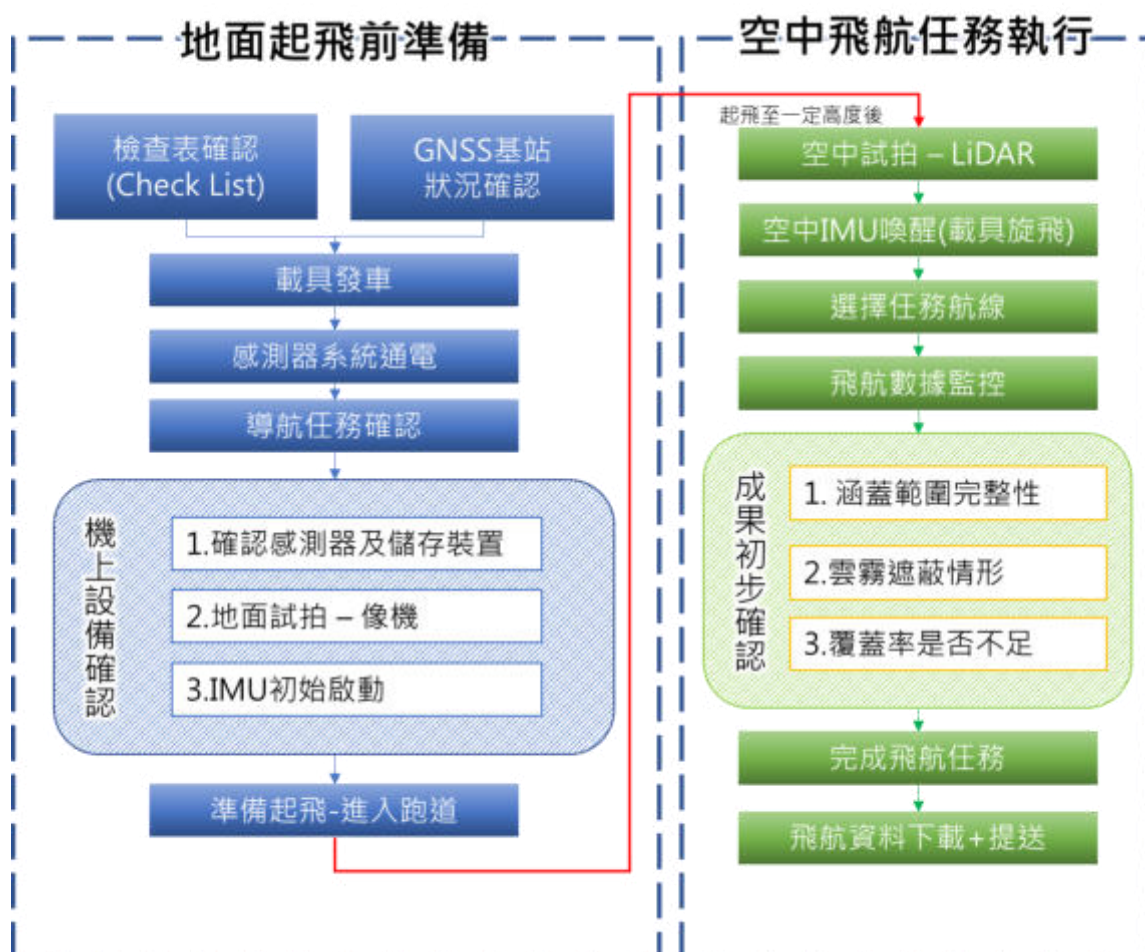 地面起飛前準備
檢查表確認
(Check List)
GNSS基站
狀況確認
載具發車
感測器系統通電
導航任務確認
機上設備確認
1.確認感測器及儲存裝置
2.地面試拍 – 像機
3.IMU初始啟動
準備起飛-進入跑道
空中飛航任務執行
起飛至一定高度後
空中試拍 – LiDAR
空中IMU喚醒(載具旋飛)
選擇任務航線
飛航數據監控
成果初步確認
1. 涵蓋範圍完整性
2.雲霧遮蔽情形
3.覆蓋率是否不足
完成飛航任務
飛航資料下載+提送